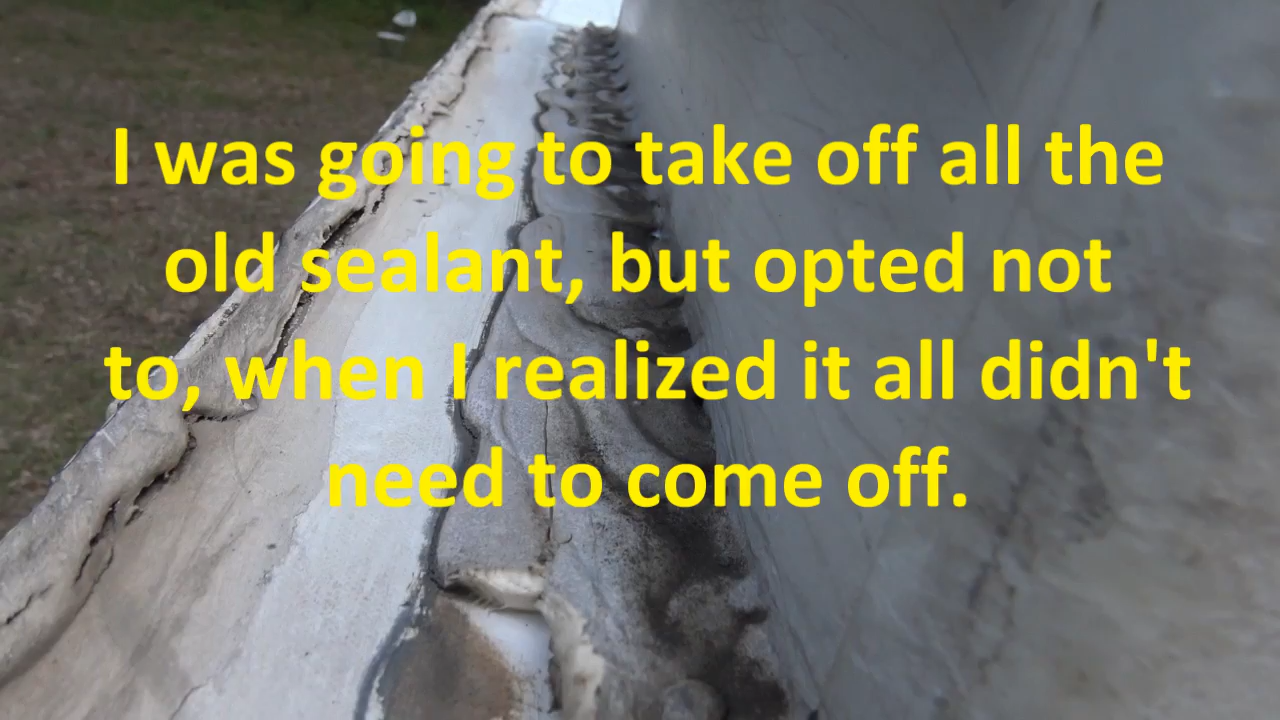 I was going to take off all the
old sealant, but opted not
to, when I realized it all didn't
need to come off.